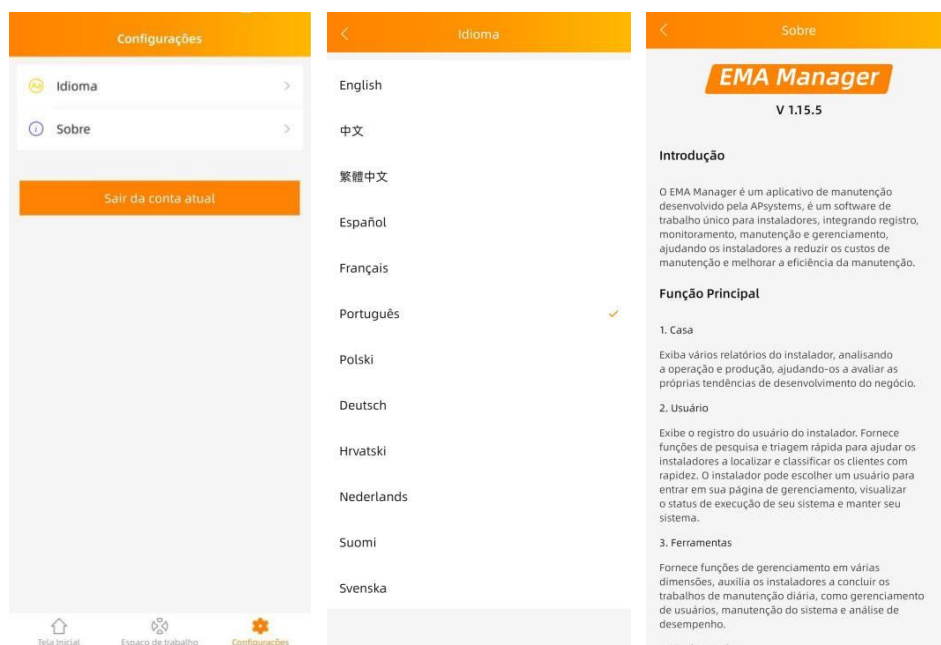 Configurações
Idioma
Sobre
Sair da conta atual
Tela Inicial
Espaço de trabalho
Configurações
Idioma
English
中文
繁體中文
Español
Français
Português
Polski
Deutsch
Hrvatski
Nederlands
Suomi
Svenska
Sobre
EMA Manager
V 1.15.5
Introdução
O EMA Manager é um aplicativo de manutenção
desenvolvido pela APsystems, é um software de
trabalho único para instaladores, integrando registro,
monitoramento, manutenção e gerenciamento,
ajudando os instaladores a reduzir os custos de
manutenção e melhorar a eficiência da manutenção.
Função Principal
1. Casa
Exiba vários relatórios do instalador, analisando
a operação e produção, ajudando-os a avaliar as
próprias tendências de desenvolvimento do negócio.
2. Usuário
Exibe o registro do usuário do instalador. Fornece
funções de pesquisa e triagem rápida para ajudar os
instaladores a localizar e classificar os clientes com
rapidez. O instalador pode escolher um usuário para
entrar em sua página de gerenciamento, visualizar
o status de execução de seu sistema e manter seu
sistema.
3. Ferramentas
Fornece funções de gerenciamento em várias
dimensões, auxilia os instaladores a concluir os
trabalhos de manutenção diária, como gerenciamento
de usuários, manutenção do sistema e análise de
desempenho.